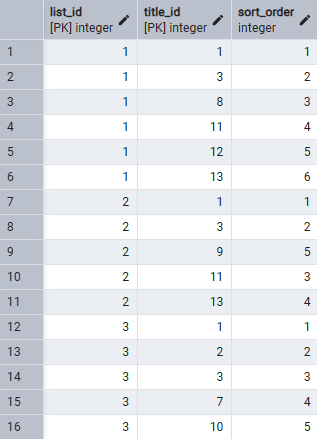 list_id title_id sort_order
[PK] integer [PK] integer integer
1 1 1 1
2 1 3 2
3 1 8 3
4 1 11 4
5 1 12 5
6 1 13 6
7 2 1 1
8 2 3 2
9 2 9 5
10 2 11 3
11 2 13 4
12 3 1 1
13 3 2 2
14 3 3 3
15 3 7 4
16 3 10 5